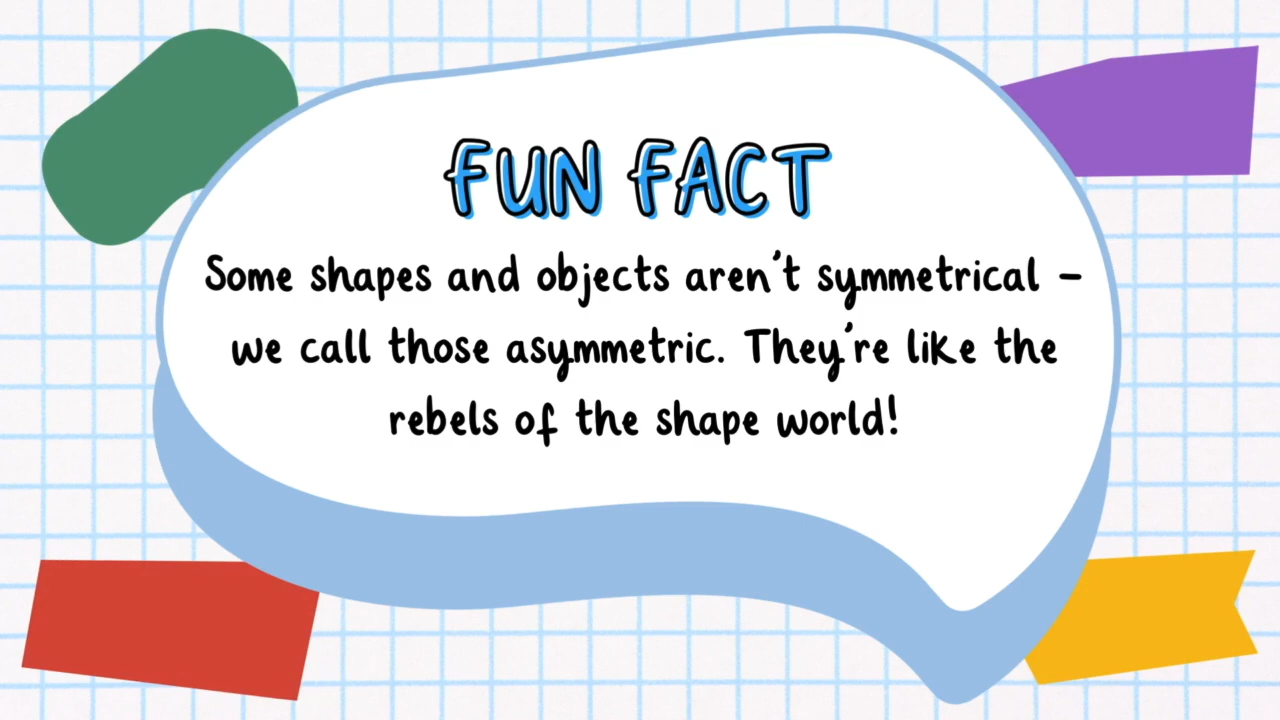 FUN FACT
Some shapes and objects aren't symmetrical -
we call those asymmetric. They're like the
rebels of the shape world!